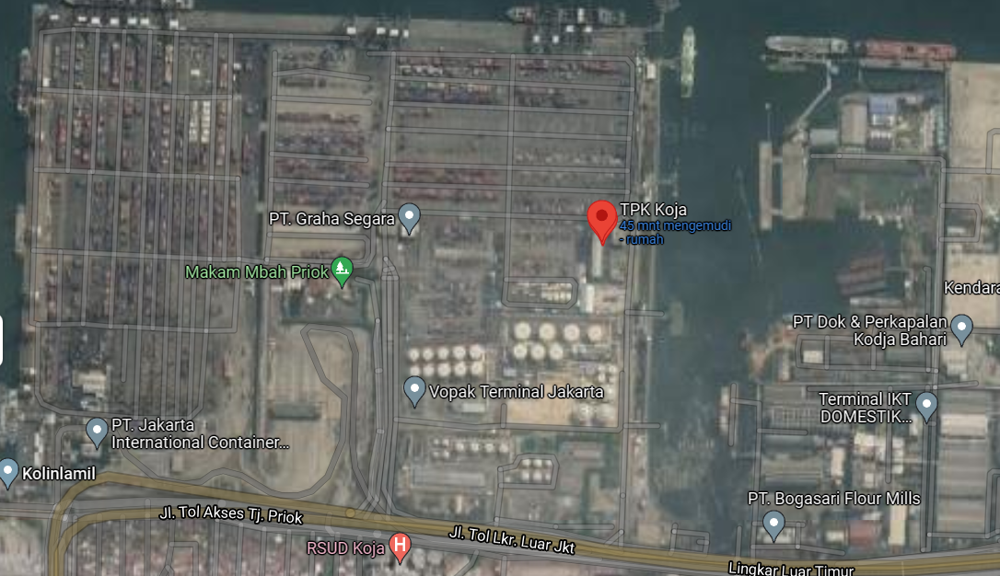 TPK Koja
45 mnt mengemudi
- rumah
PT. Graha Segara
Makam Mbah Priok
Kendara
PT Dok & Perkapalan
Kodja Bahari
Vopak Terminal Jakarta
Terminal IKT
DOMESTIK...
PT. Jakarta
International Container...
Kolinlamil
PT. Bogasari Flour Mills
Jl. Tol Akses Tj. Priok
Jl. Tol Lkr. Luar Jkt
RSUD Koja
H
Lingkar Luar Timur